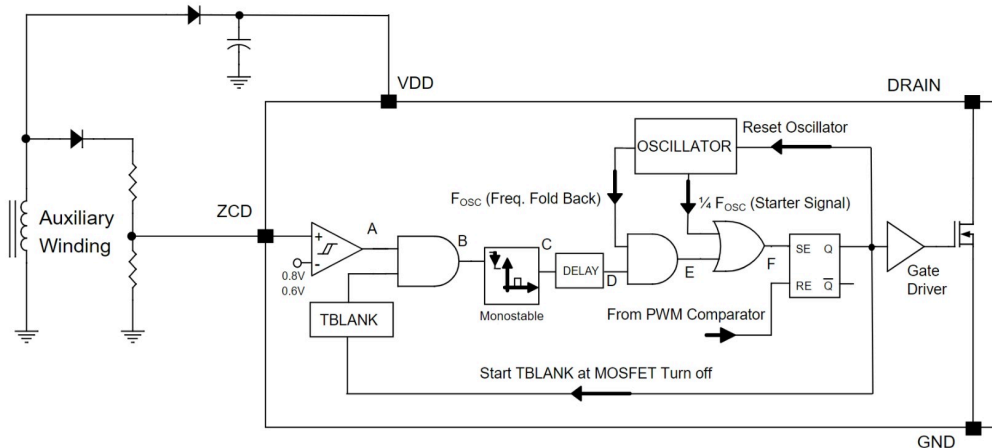 VDD
DRAIN
Reset Oscillator
OSCILLATOR
FOSC (Freq. Fold Back)
¼ FOSC (Starter Signal)
Auxiliary
Winding
ZCD
A
+
-
0.8V
0.6V
B
C
DELAY
D
E
F
SE Q
RE Q̅
Gate
Driver
Monostable
TBLANK
From PWM Comparator
Start TBLANK at MOSFET Turn off
GND